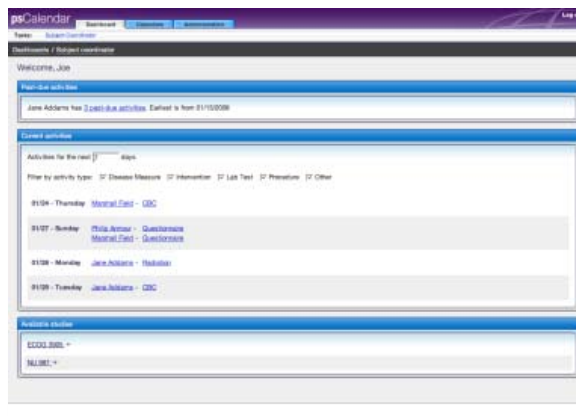 psCalendar Dashboard Calendars Administration Log
Tasks: Subject Coordinator
Dashboards / Subject coordinator
Welcome, Joe
Past-due activities
Jane Addams has 3 past-due activities. Earliest is from 01/15/2008
Current activities
Activities for the next 7 days
Filter by activity type: Disease Measure Intervention Lab Test Procedure Other
01/24 - Thursday Marshall Field - CBC
01/27 - Sunday Philip Armour - Questionnaire
Marshall Field - Questionnaire
01/28 - Monday Jane Addams - Radiation
01/29 - Tuesday Jane Addams - CBC
Available studies
ECOG